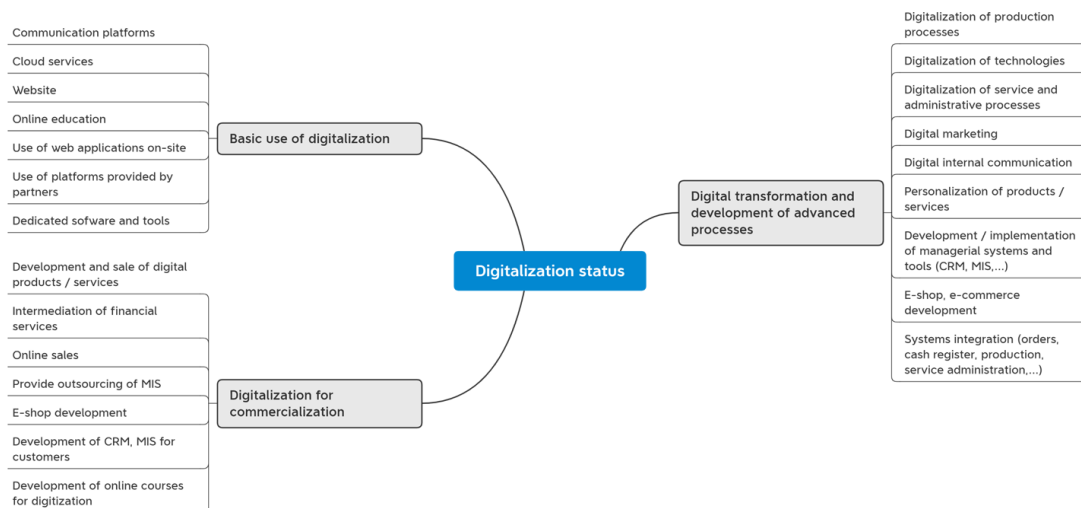 Communication platforms
Cloud services
Website
Online education
Use of web applications on-site
Use of platforms provided by
partners
Dedicated sofware and tools
Basic use of digitalization
Development and sale of digital
products / services
Intermediation of financial
services
Online sales
Provide outsourcing of MIS
E-shop development
Development of CRM, MIS for
customers
Development of online courses
for digitization
Digitalization for
commercialization
Digitalization status
Digital transformation and
development of advanced
processes
Digitalization of production
processes
Digitalization of technologies
Digitalization of service and
administrative processes
Digital marketing
Digital internal communication
Personalization of products /
services
Development / implementation
of managerial systems and
tools (CRM, MIS,...)
E-shop, e-commerce
development
Systems integration (orders,
cash register, production,
service administration,...)